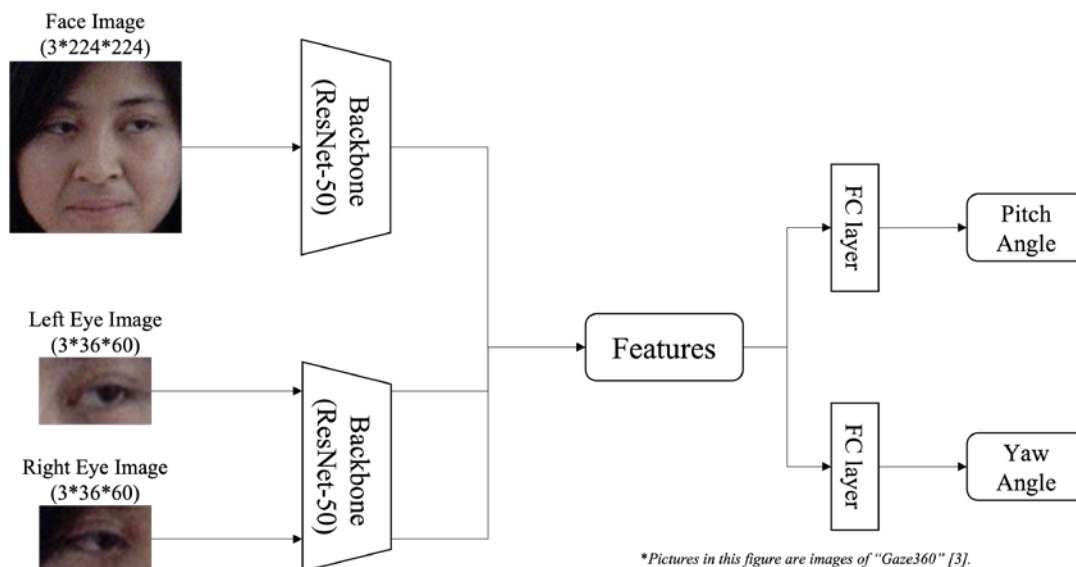 Face Image
(3*224*224)
Backbone
(ResNet-50)
Left Eye Image
(3*36*60)
Right Eye Image
(3*36*60)
Backbone
(ResNet-50)
Features
FC layer
Pitch
Angle
FC layer
Yaw
Angle
*Pictures in this figure are images of “Gaze360” [3].